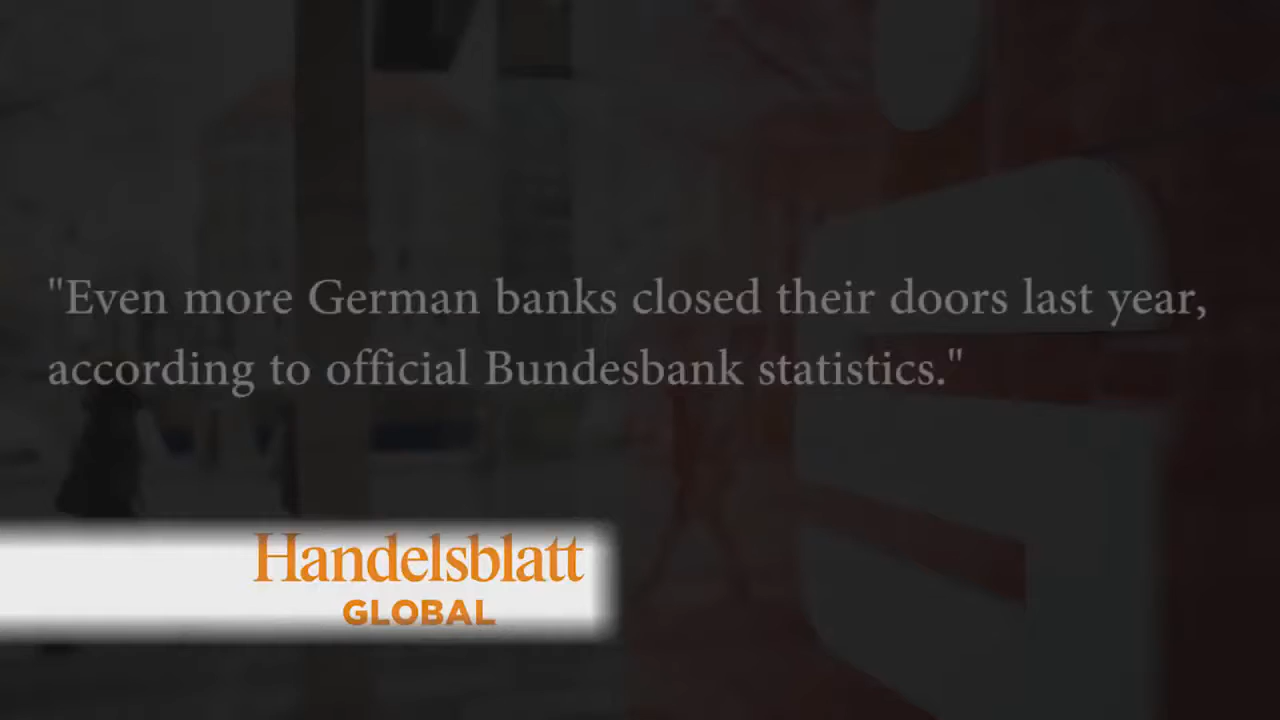 "Even more German banks closed their doors last year,
according to official Bundesbank statistics."
Handelsblatt
GLOBAL